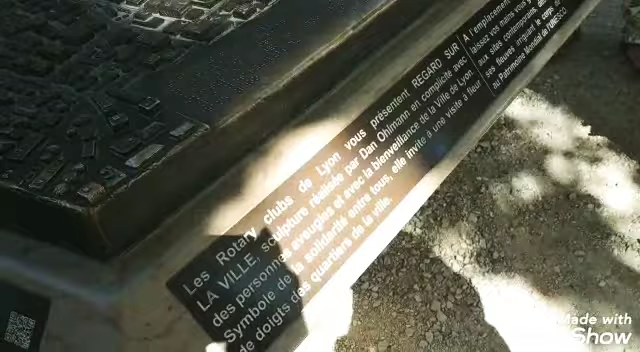 Les Rotary clubs de Lyon vous présentent REGARD SUR
LA VILLE, sculpture réalisée par Dan Ohlmann en complicité avec
des personnes aveugles et avec la bienveillance de la Ville de Lyon.
Symbole de la solidarité entre tous, elle invite à une visite à fleur
de doigts des quartiers de la ville.
A l'emplacement
laissez vos mains vous
aux sites contemporains,
ses fleuves
au Patrimoine Mondial de l'UNESCO
Made with
Show